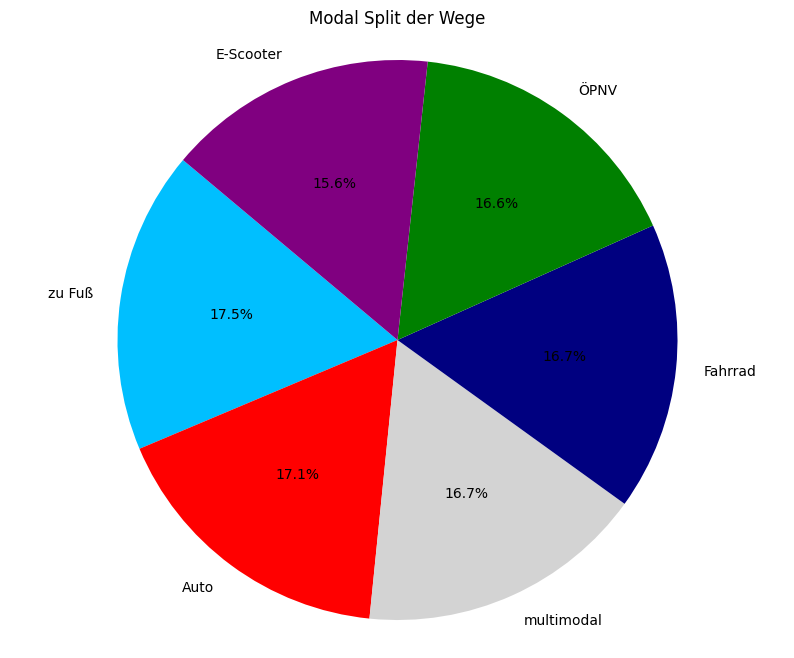 Modal Split der Wege
E-Scooter
ÖPNV
15.6%
16.6%
zu Fuß
17.5%
16.7%
Fahrrad
17.1%
16.7%
Auto
multimodal